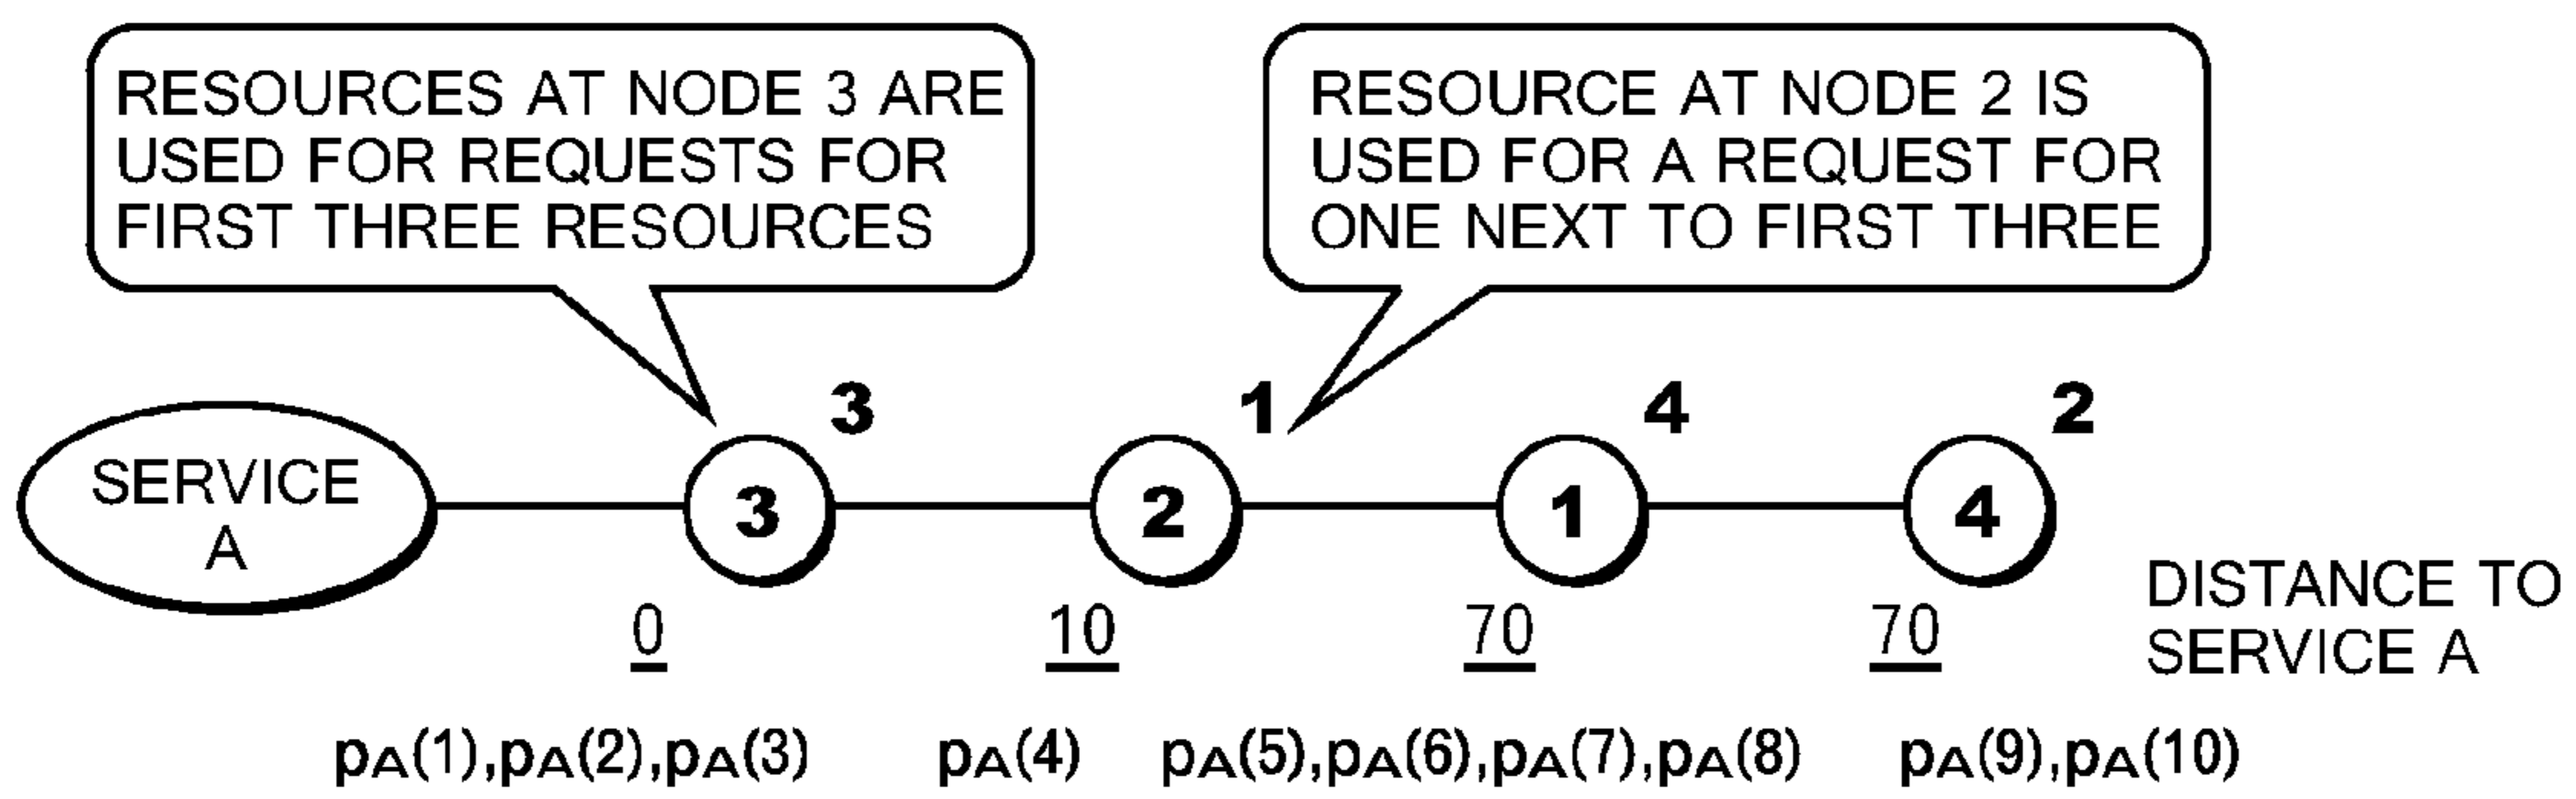 RESOURCES AT NODE 3 ARE
USED FOR REQUESTS FOR
FIRST THREE RESOURCES
RESOURCE AT NODE 2 IS
USED FOR A REQUEST FOR
ONE NEXT TO FIRST THREE
3 1 4 2
SERVICE
A
3 2 1 4
0 10 70 70
DISTANCE TO
SERVICE A
pA(1),pA(2),pA(3) pA(4) pA(5),pA(6),pA(7),pA(8) pA(9),pA(10)